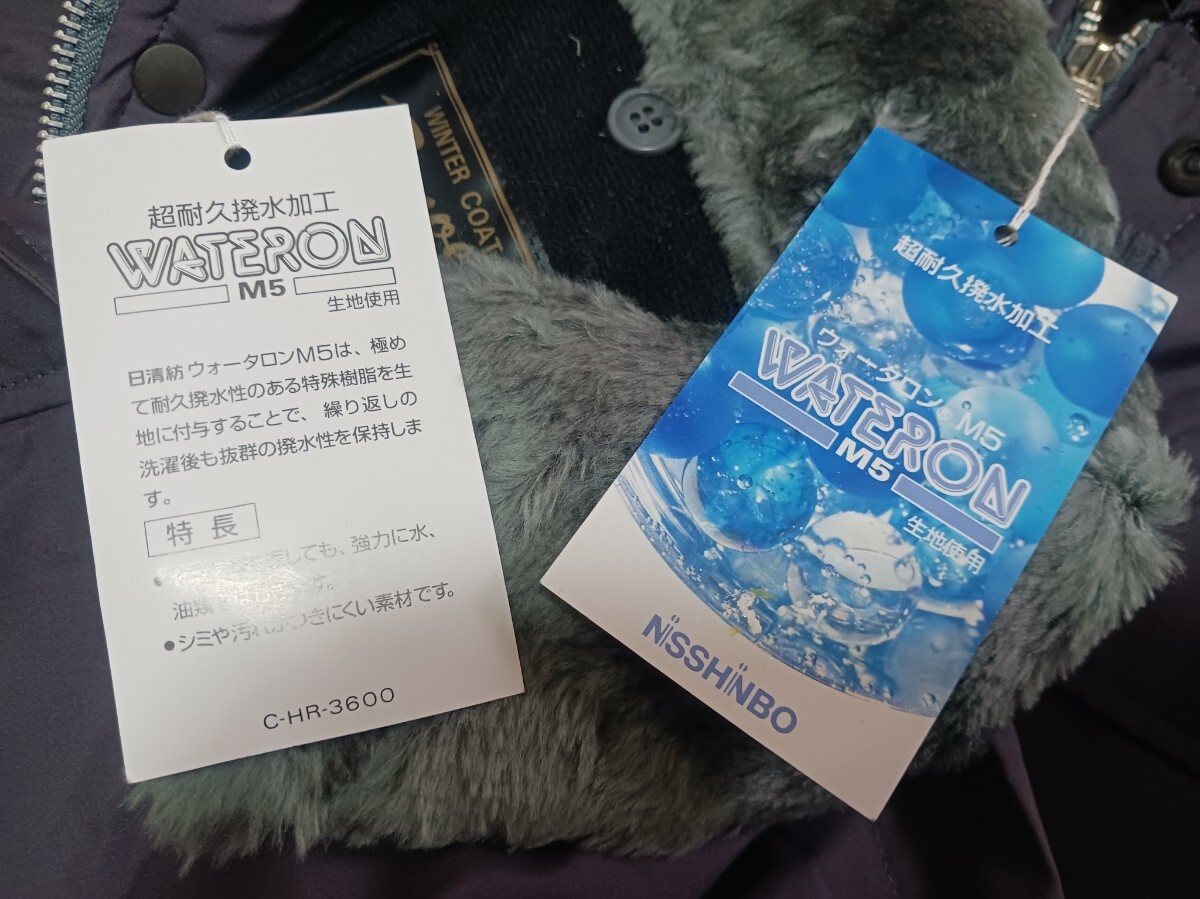 超耐久撥水加工
WATERON
M5
生地使用
日清紡 ウォータロンM5は、極め
て耐久撥水性のある特殊樹脂を生
地に付与することで、繰り返しの
洗濯後も抜群の撥水性を保持しま
す。
特長
しても、強力に水、
油類
す。
●シミや汚れがつきにくい素材です。
C-HR-3600
WINTER COAT
超耐久撥水加工
ウォータロン® M5
WATERON
M5
生地使用
NISSHINBO